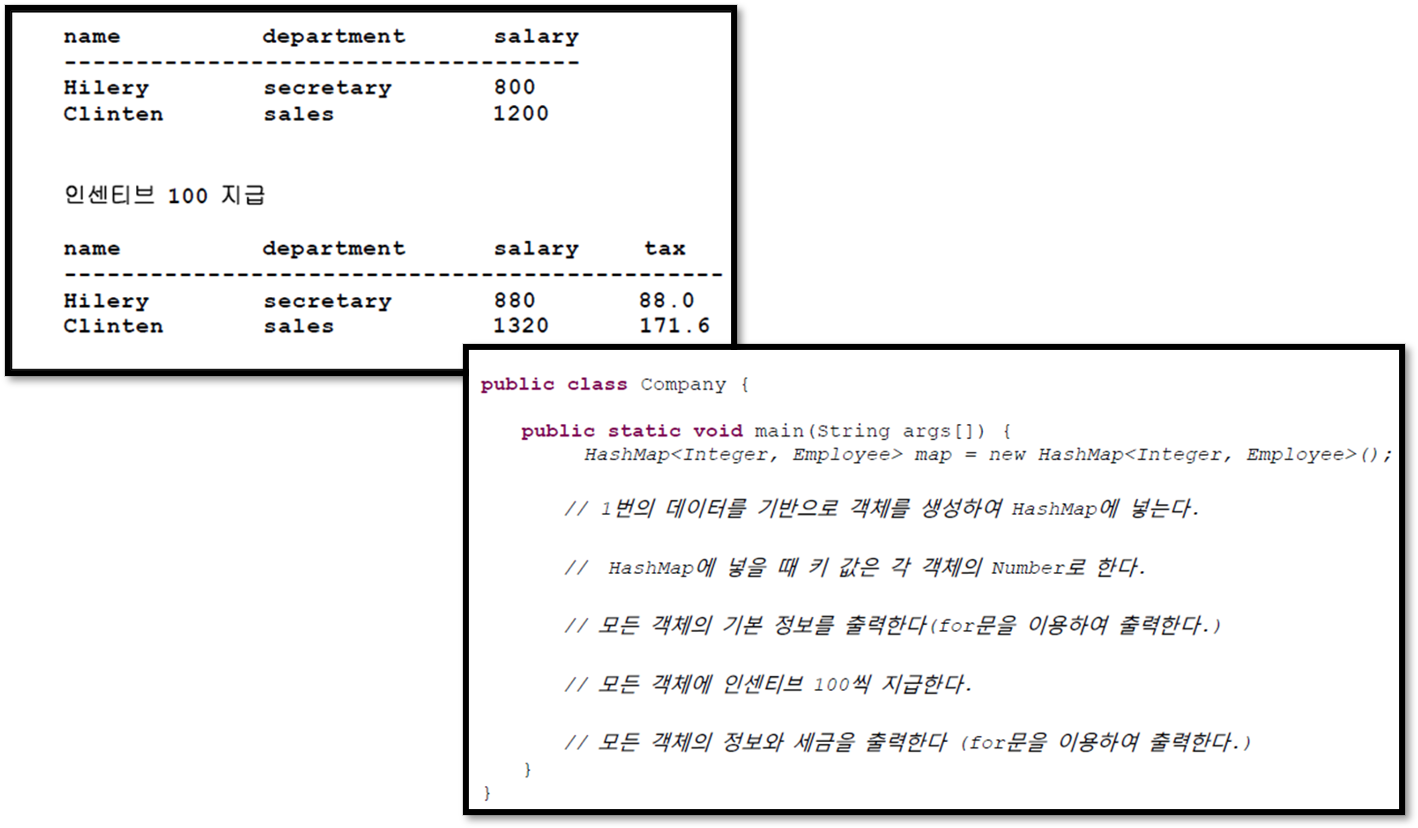 name department salary
------------------------------------
Hilery secretary 800
Clinten sales 1200
인센티브 100 지급
name department salary tax
----------------------------------------------
Hilery secretary 880 88.0
Clinten sales 1320 171.6
public class Company {
public static void main(String args[]) {
HashMap<Integer, Employee> map = new HashMap<Integer, Employee>();
// 1번의 데이터를 기반으로 객체를 생성하여 HashMap에 넣는다.
// HashMap에 넣을 때 키 값은 각 객체의 Number로 한다.
// 모든 객체의 기본 정보를 출력한다(for문을 이용하여 출력한다.)
// 모든 객체에 인센티브 100씩 지급한다.
// 모든 객체의 정보와 세금을 출력한다 (for문을 이용하여 출력한다.)
}
}